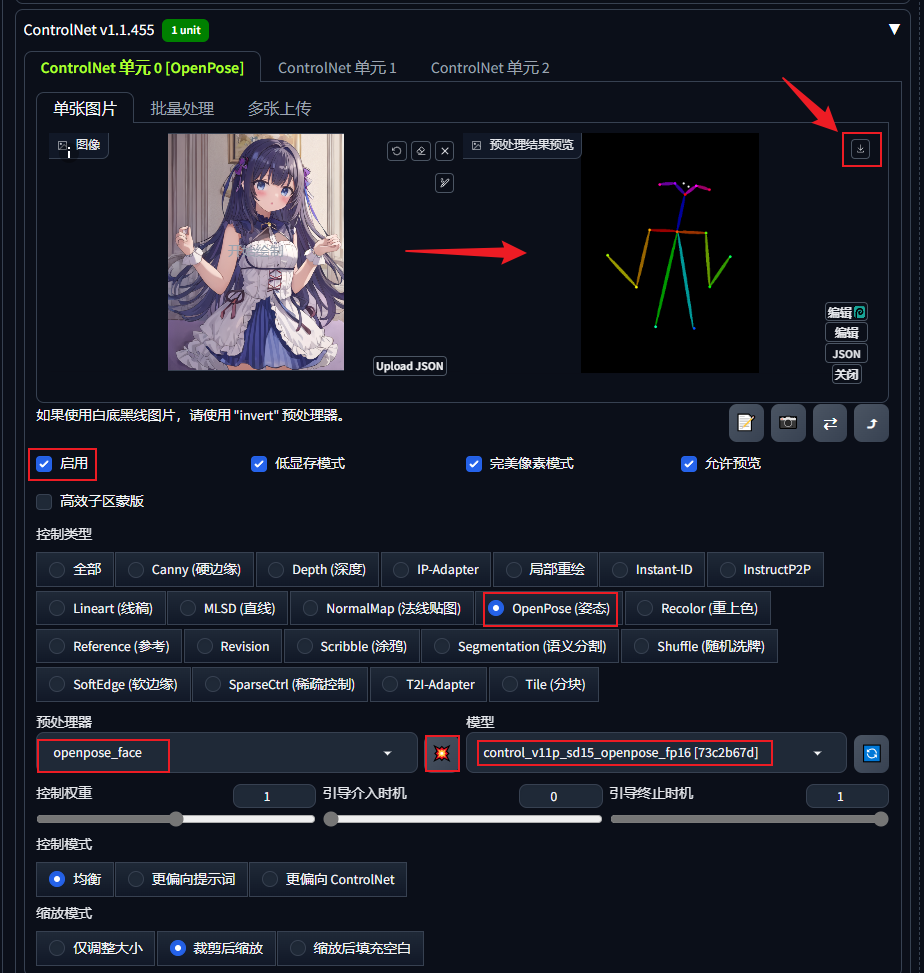 ControlNet v1.1.455 1 unit
ControlNet 单元 0 [OpenPose] ControlNet 单元 1 ControlNet 单元 2
单张图片 批量处理 多张上传
图像 预处理结果预览
开始绘制
编辑
编辑
JSON
关闭
Upload JSON
如果使用白底黑线图片，请使用 "invert" 预处理器。
启用 低显存模式 完美像素模式 允许预览
高效子区蒙版
控制类型
全部 Canny (硬边缘) Depth (深度) IP-Adapter 局部重绘 Instant-ID InstructP2P
Lineart (线稿) MLSD (直线) NormalMap (法线贴图) OpenPose (姿态) Recolor (重上色)
Reference (参考) Revision Scribble (涂鸦) Segmentation (语义分割) Shuffle (随机洗牌)
SoftEdge (软边缘) SparseCtrl (稀疏控制) T2I-Adapter Tile (分块)
预处理器 模型
openpose_face control_v11p_sd15_openpose_fp16 [73c2b67d]
控制权重 1 引导介入时机 0 引导终止时机 1
控制模式
均衡 更偏向提示词 更偏向 ControlNet
缩放模式
仅调整大小 裁剪后缩放 缩放后填充空白